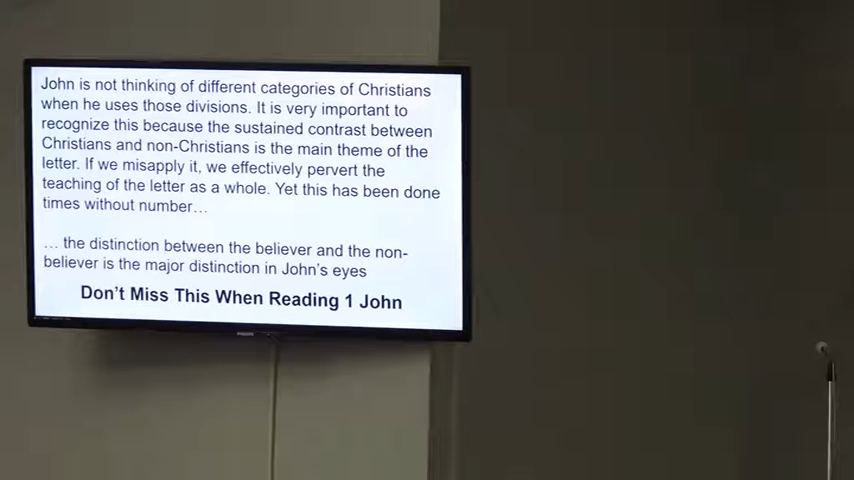 John is not thinking of different categories of Christians
when he uses those divisions. It is very important to
recognize this because the sustained contrast between
Christians and non-Christians is the main theme of the
letter. If we misapply it, we effectively pervert the
teaching of the letter as a whole. Yet this has been done
times without number…
… the distinction between the believer and the non-
believer is the major distinction in John’s eyes
Don’t Miss This When Reading 1 John